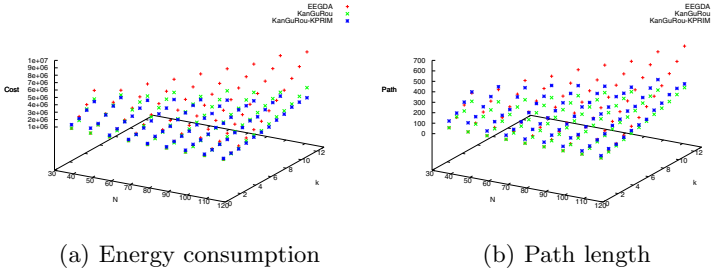 EEGDA
KanGuRou
KanGuRou-KPRIM
Cost
1e+07
9e+06
8e+06
7e+06
6e+06
5e+06
4e+06
3e+06
2e+06
1e+06
30
40
50
60
70
80
90
100
110
120
N
0
2
4
6
8
10
12
k
(a) Energy consumption
EEGDA
KanGuRou
KanGuRou-KPRIM
Path
700
600
500
400
300
200
100
0
30
40
50
60
70
80
90
100
110
120
N
0
2
4
6
8
10
12
k
(b) Path length